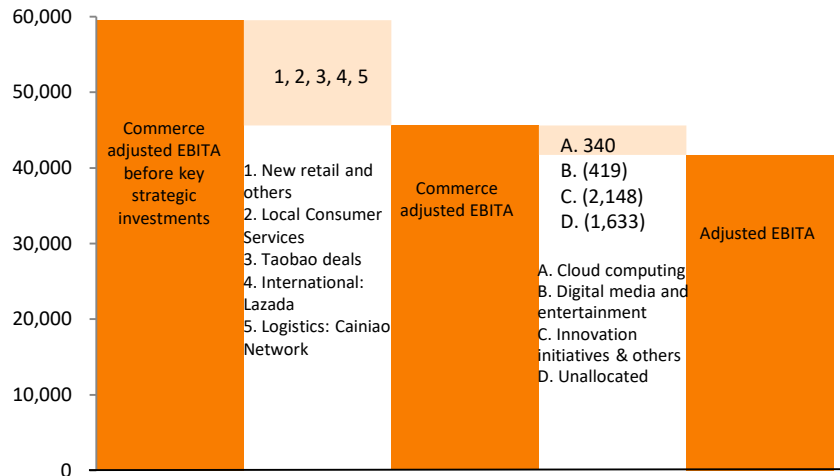 60,000
50,000
40,000
30,000
20,000
10,000
0
Commerce
adjusted EBITA
before key
strategic
investments
1, 2, 3, 4, 5
1. New retail and
others
2. Local Consumer
Services
3. Taobao deals
4. International:
Lazada
5. Logistics: Cainiao
Network
Commerce
adjusted EBITA
A. 340
B. (419)
C. (2,148)
D. (1,633)
A. Cloud computing
B. Digital media and
entertainment
C. Innovation
initiatives & others
D. Unallocated
Adjusted EBITA